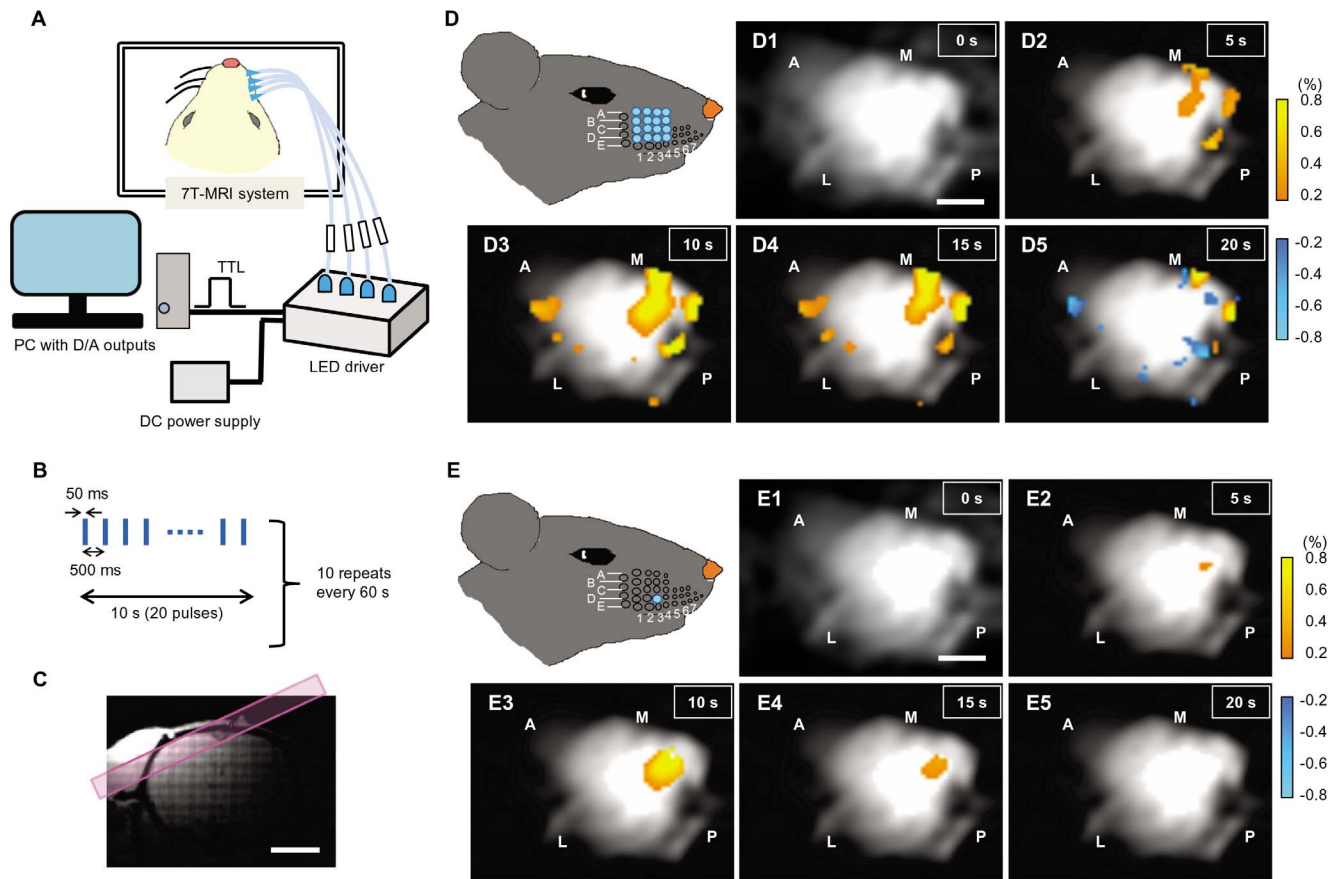 A
7T-MRI system
TTL
PC with D/A outputs
LED driver
DC power supply
B
50 ms
500 ms
10 s (20 pulses)
10 repeats
every 60 s
C
D
A
B
C
D
E
1 2 3 4 5 6 7
D1
0 s
A
M
L
P
D2
5 s
A
M
L
P
(%)
0.8
0.6
0.4
0.2
D3
10 s
A
M
L
P
D4
15 s
A
M
L
P
D5
20 s
A
M
L
P
-0.2
-0.4
-0.6
-0.8
E
A
B
C
D
E
1 2 3 4 5 6 7
E1
0 s
A
M
L
P
E2
5 s
A
M
L
P
(%)
0.8
0.6
0.4
0.2
E3
10 s
A
M
L
P
E4
15 s
A
M
L
P
E5
20 s
A
M
L
P
-0.2
-0.4
-0.6
-0.8